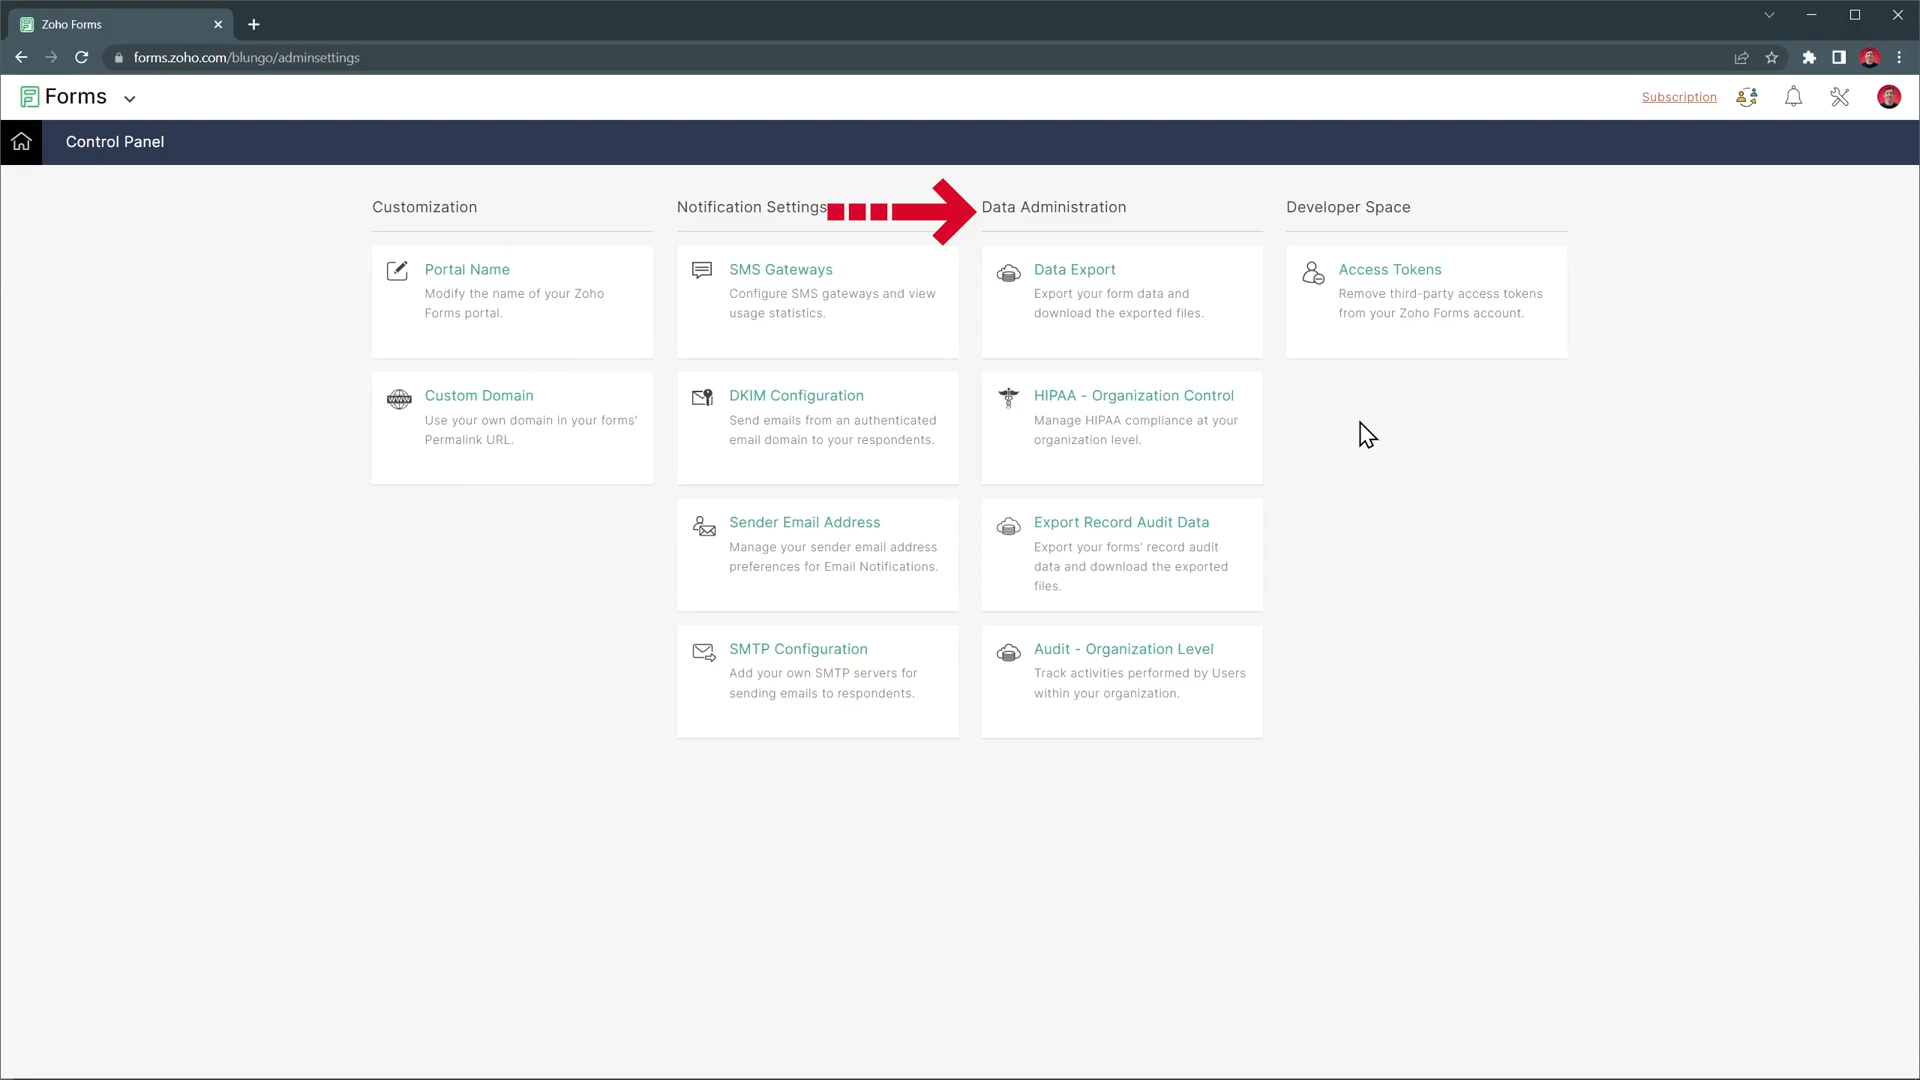 Zoho Forms
forms.zoho.com/blungo/adminsettings
Forms
Subscription
Control Panel
Customization
Portal Name
Modify the name of your Zoho
Forms portal.
Custom Domain
Use your own domain in your forms'
Permalink URL.
Notification Settings
SMS Gateways
Configure SMS gateways and view
usage statistics.
DKIM Configuration
Send emails from an authenticated
email domain to your respondents.
Sender Email Address
Manage your sender email address
preferences for Email Notifications.
SMTP Configuration
Add your own SMTP servers for
sending emails to respondents.
Data Administration
Data Export
Export your form data and
download the exported files.
HIPAA - Organization Control
Manage HIPAA compliance at your
organization level.
Export Record Audit Data
Export your forms' record audit
data and download the exported
files.
Audit - Organization Level
Track activities performed by Users
within your organization.
Developer Space
Access Tokens
Remove third-party access tokens
from your Zoho Forms account.